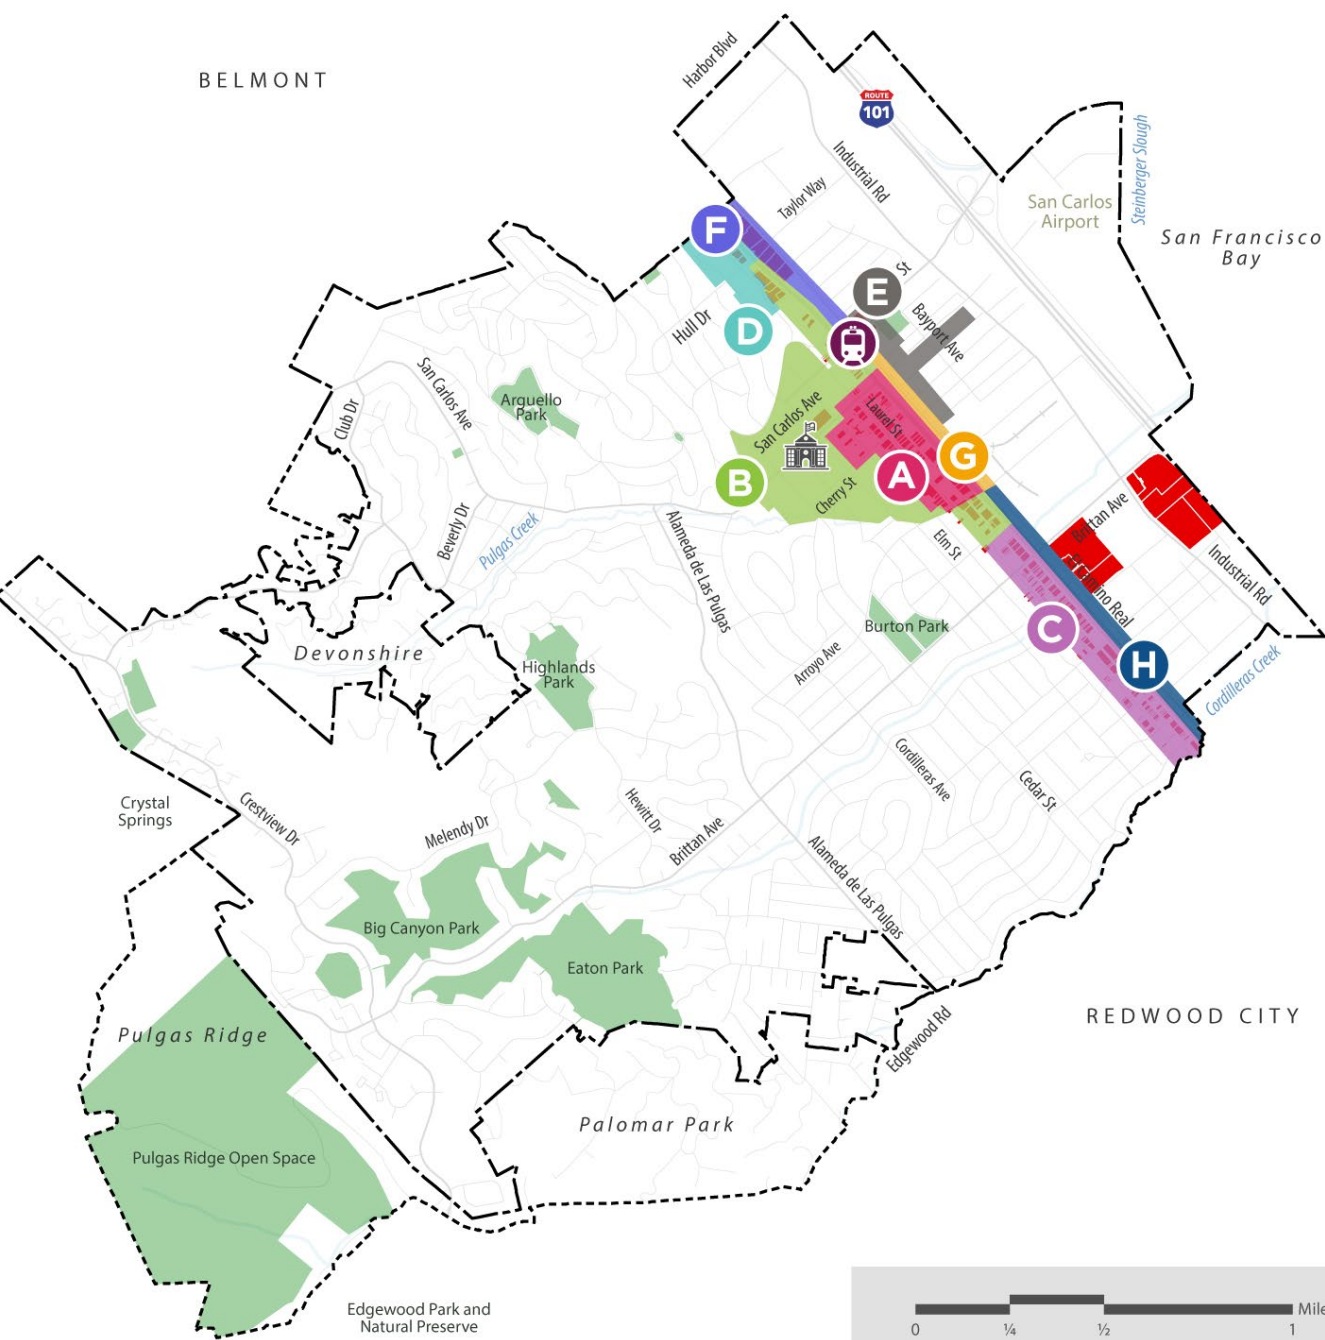 Harbor Blvd
BELMONT
ROUTE
101
Steinberger Slough
Industrial Rd
Taylor Way
San Carlos
Airport
San Francisco
Bay
F
E
St
Bayport Ave
D
Hull Dr
San Carlos Ave
Club Dr
Arguello
Park
San Carlos Ave
Laurel St
G
A
B
Cherry St
Brittan Ave
Alameda de Las Pulgas
Beverly Dr
Pulgas Creek
Elm St
Industrial Rd
El Camino Real
Burton Park
C
H
Devonshire
Highlands
Park
Arroyo Ave
Cordilleras Creek
Cordilleras Ave
Cedar St
Crystal
Springs
Crestview Dr
Melendy Dr
Hewitt Dr
Brittan Ave
Alameda de Las Pulgas
Big Canyon Park
Eaton Park
Pulgas Ridge
REDWOOD CITY
Edgewood Rd
Palomar Park
Pulgas Ridge Open Space
Edgewood Park and
Natural Preserve
Mile
0 ¼ ½ 1